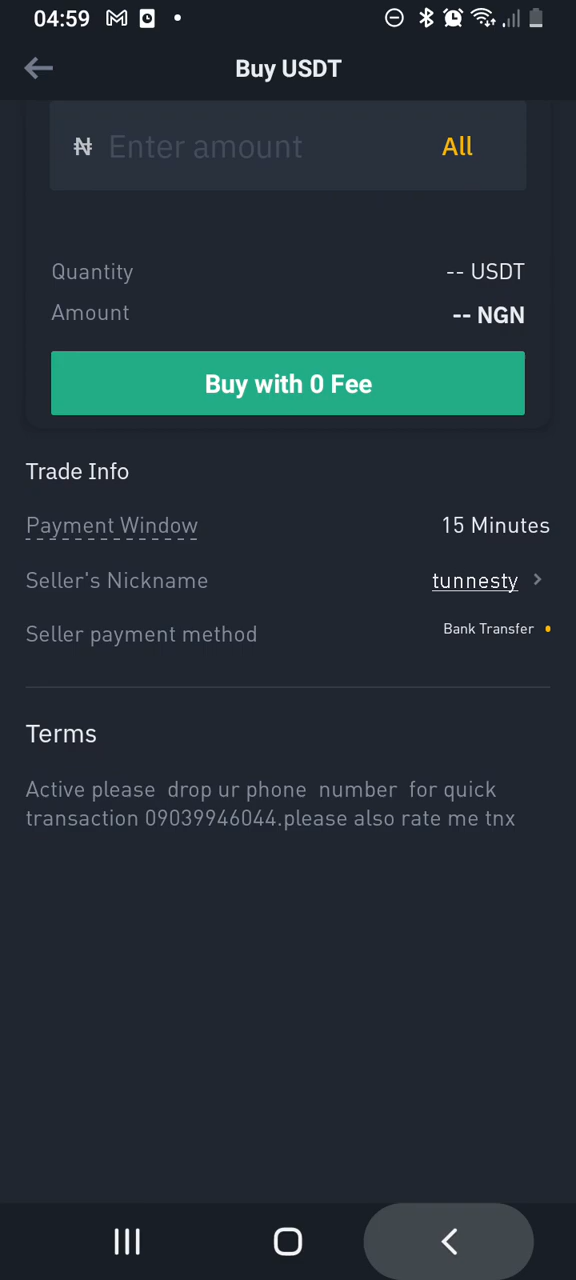 04:59
Buy USDT
₦ Enter amount All
Quantity -- USDT
Amount -- NGN
Buy with 0 Fee
Trade Info
Payment Window 15 Minutes
Seller's Nickname tunnesty
Seller payment method Bank Transfer
Terms
Active please drop ur phone number for quick
transaction 09039946044.please also rate me tnx